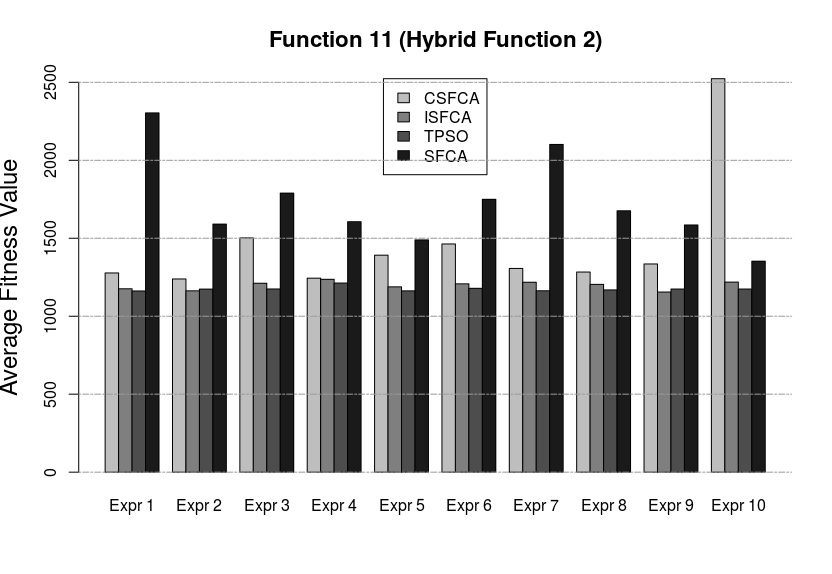 Function 11 (Hybrid Function 2)
Average Fitness Value
2500
2000
1500
1000
500
0
CSFCA
ISFCA
TPSO
SFCA
Expr 1 Expr 2 Expr 3 Expr 4 Expr 5 Expr 6 Expr 7 Expr 8 Expr 9 Expr 10